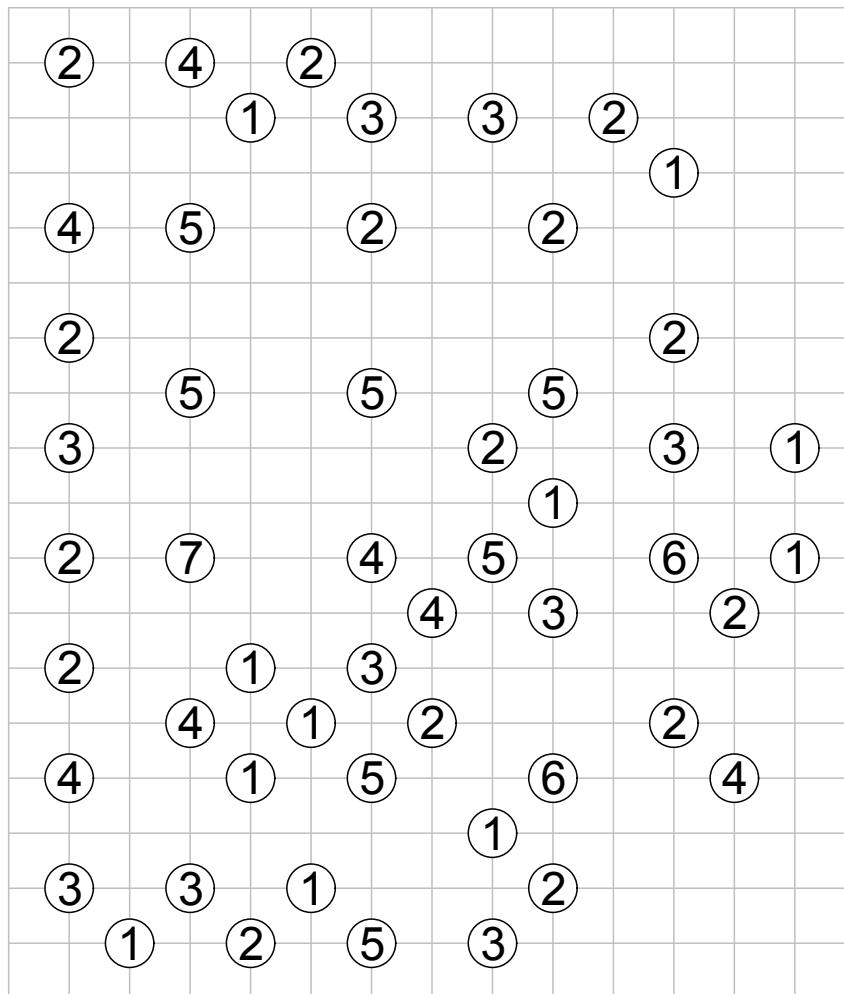 2 4 2
1 3 3 2
1
4 5 2 2
2 2
5 5 5
3 2 3 1
1
2 7 4 5 6 1
4 3 2
2 1 3
4 1 2 2
4 1 5 6 4
1
3 3 1 2
1 2 5 3